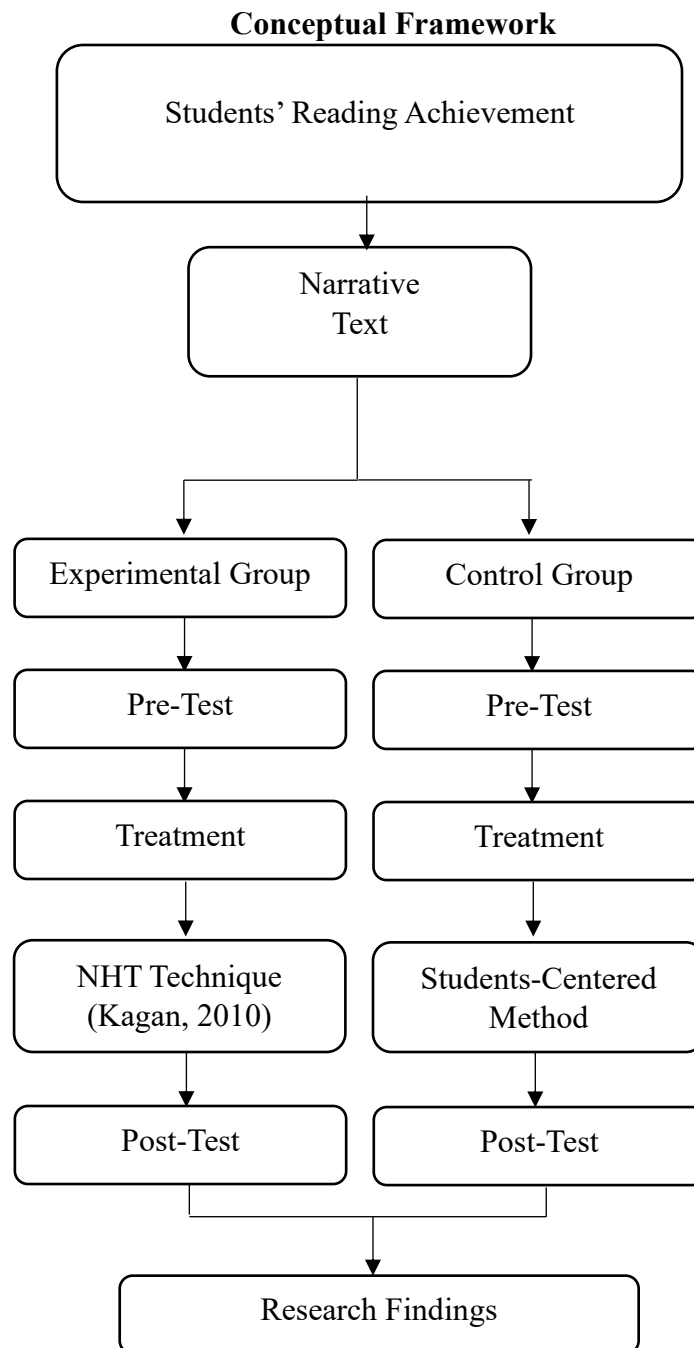 Conceptual Framework
Students’ Reading Achievement
Narrative
Text
Experimental Group
Control Group
Pre-Test
Pre-Test
Treatment
Treatment
NHT Technique
(Kagan, 2010)
Students-Centered
Method
Post-Test
Post-Test
Research Findings